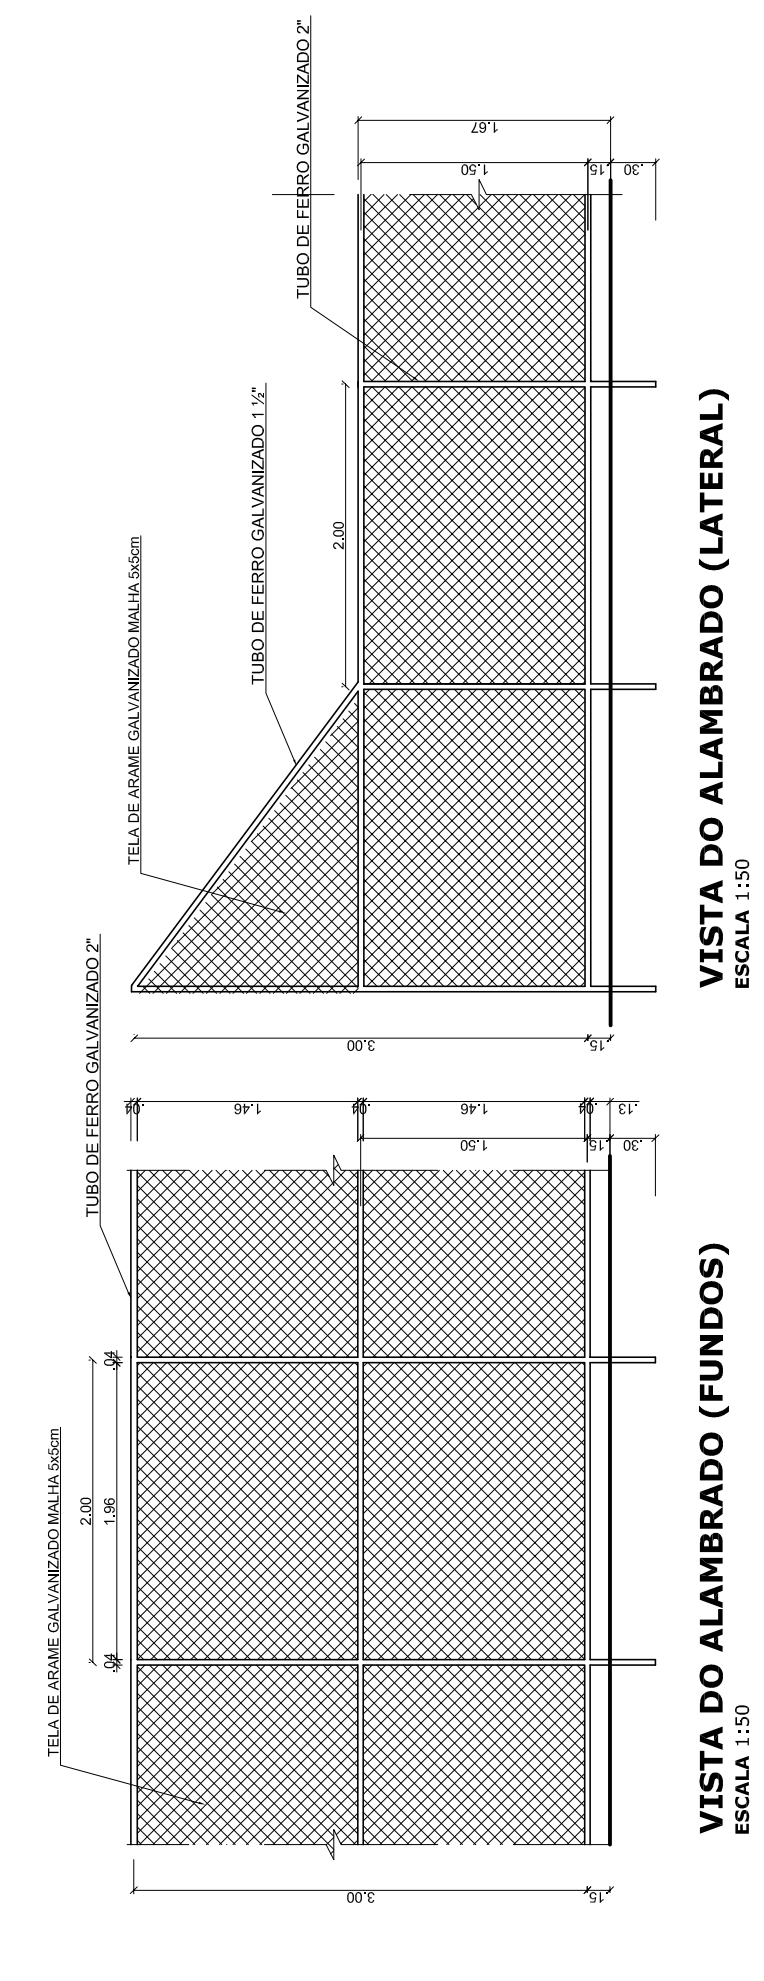 TELA DE ARAME GALVANIZADO MALHA 5x5cm
TUBO DE FERRO GALVANIZADO 2"
2.00
.04
1.96
.04
3.00
.15
.04
1.46
.04
1.46
.04
.13
1.50
.15
.30
VISTA DO ALAMBRADO (FUNDOS)
ESCALA 1:50
TELA DE ARAME GALVANIZADO MALHA 5x5cm
TUBO DE FERRO GALVANIZADO 1 ½"
TUBO DE FERRO GALVANIZADO 2"
2.00
3.00
.15
1.67
1.50
.15
.30
VISTA DO ALAMBRADO (LATERAL)
ESCALA 1:50